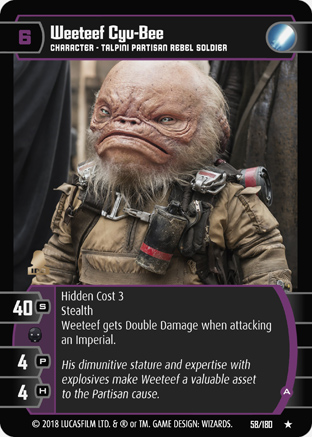 6
Weeteef Cyu-Bee
CHARACTER - TALPINI PARTISAN REBEL SOLDIER
40 S
Hidden Cost 3
Stealth
Weeteef gets Double Damage when attacking
an Imperial.
4 P
4 H
His diminutive stature and expertise with
explosives make Weeteef a valuable asset
to the Partisan cause.
A
© 2018 LUCASFILM LTD. & ® or TM. GAME DESIGN: WIZARDS.
58/180 ★